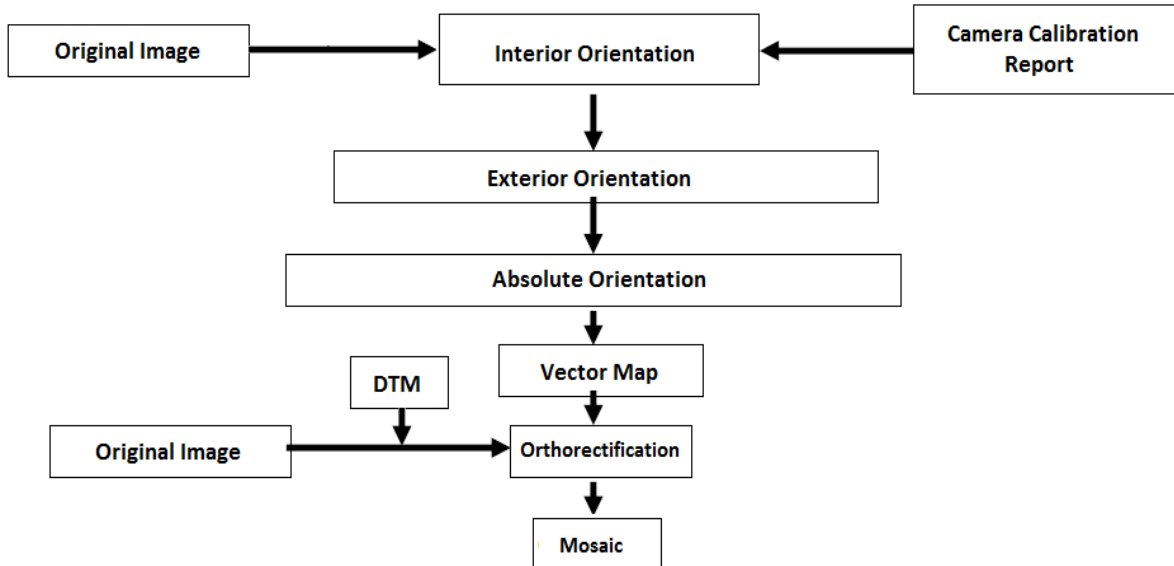 Original Image
Interior Orientation
Camera Calibration
Report
Exterior Orientation
Absolute Orientation
Vector Map
DTM
Original Image
Orthorectification
Mosaic